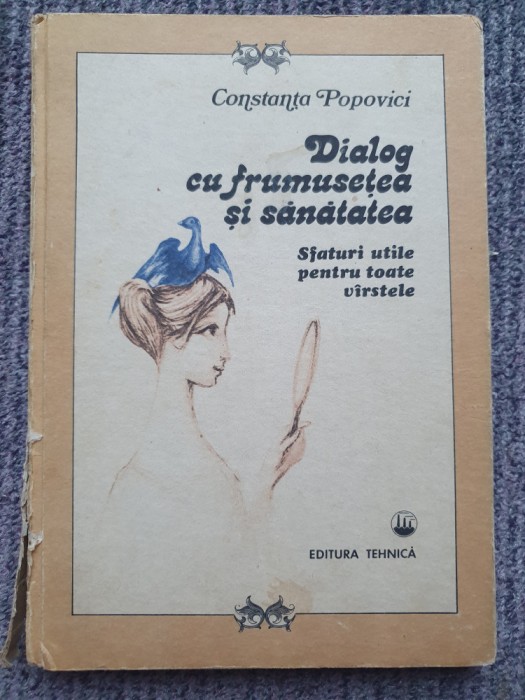 Constanța Popovici
Dialog
cu frumusețea
și sănătatea
Sfaturi utile
pentru toate
vîrstele
EDITURA TEHNICĂ